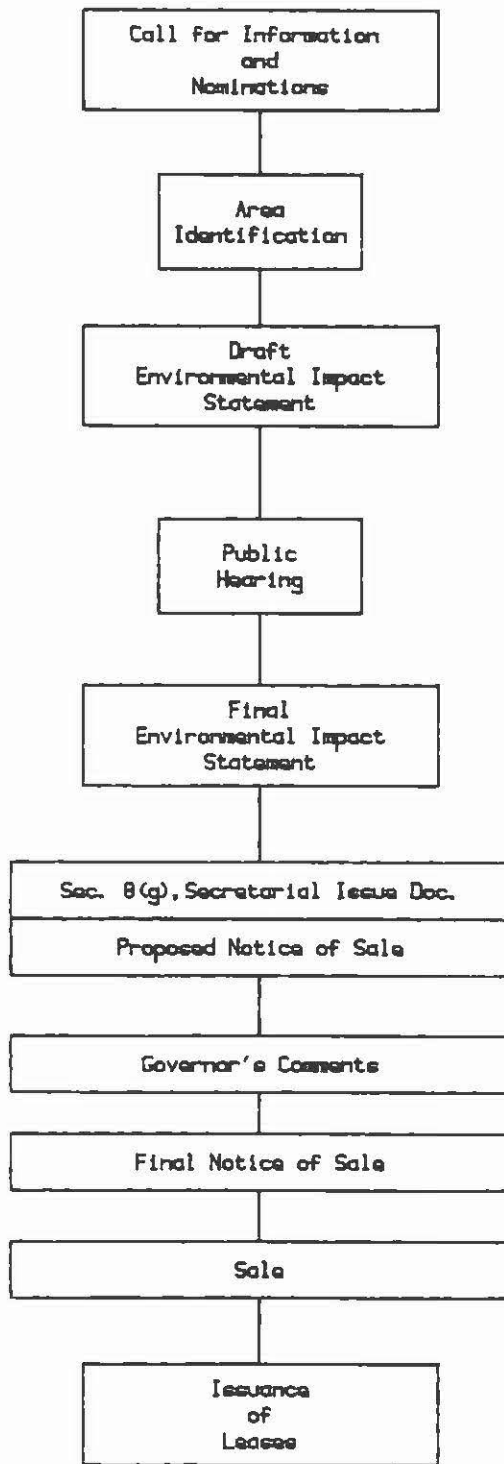 Call for Information
and
Nominations
Area
Identification
Draft
Environmental Impact
Statement
Public
Hearing
Final
Environmental Impact
Statement
Sec. 8(g), Secretarial Issue Doc.
Proposed Notice of Sale
Governor's Comments
Final Notice of Sale
Sale
Issuance
of
Leases